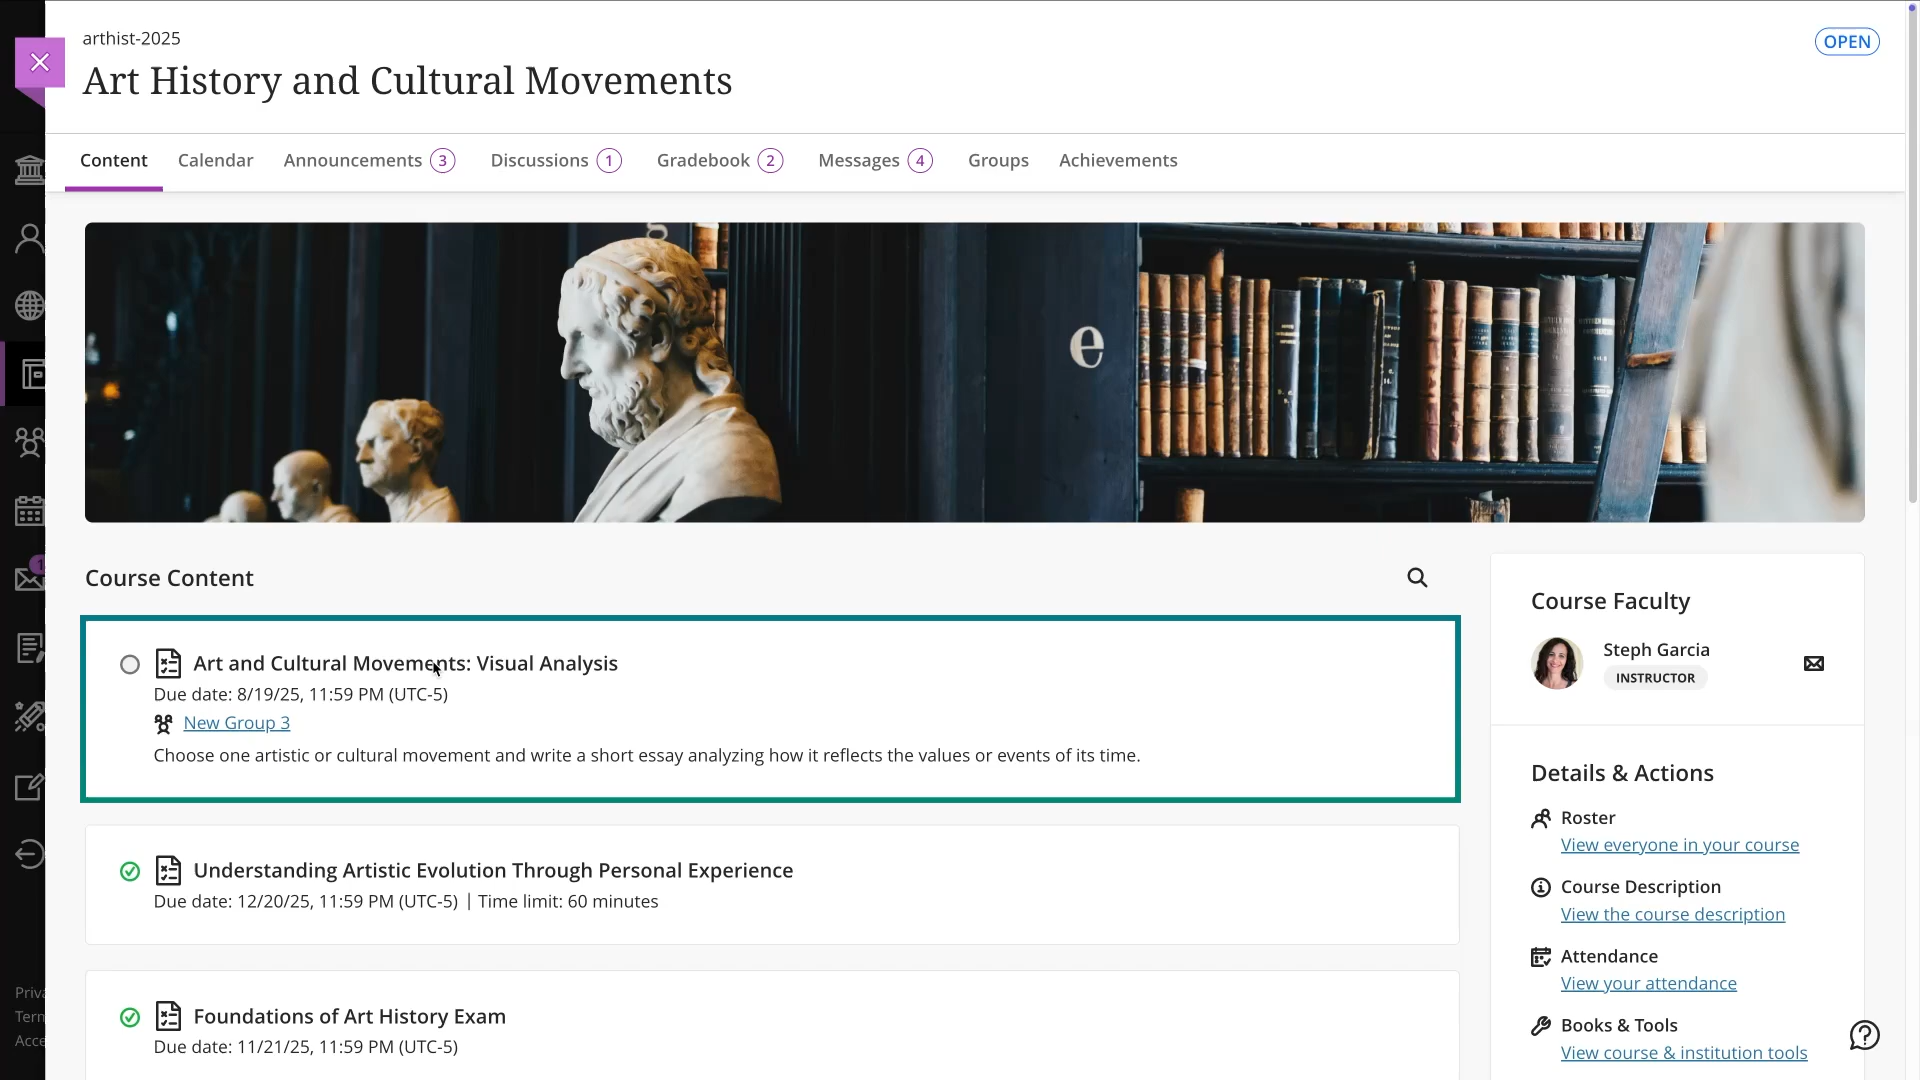 arthist-2025
OPEN
Art History and Cultural Movements
Content
Calendar
Announcements 3
Discussions 1
Gradebook 2
Messages 4
Groups
Achievements
e
Course Content
Art and Cultural Movements: Visual Analysis
Due date: 8/19/25, 11:59 PM (UTC-5)
New Group 3
Choose one artistic or cultural movement and write a short essay analyzing how it reflects the values or events of its time.
Understanding Artistic Evolution Through Personal Experience
Due date: 12/20/25, 11:59 PM (UTC-5) | Time limit: 60 minutes
Foundations of Art History Exam
Due date: 11/21/25, 11:59 PM (UTC-5)
Course Faculty
Steph Garcia
INSTRUCTOR
Details & Actions
Roster
View everyone in your course
Course Description
View the course description
Attendance
View your attendance
Books & Tools
View course & institution tools
1
Priva
Tern
Acce